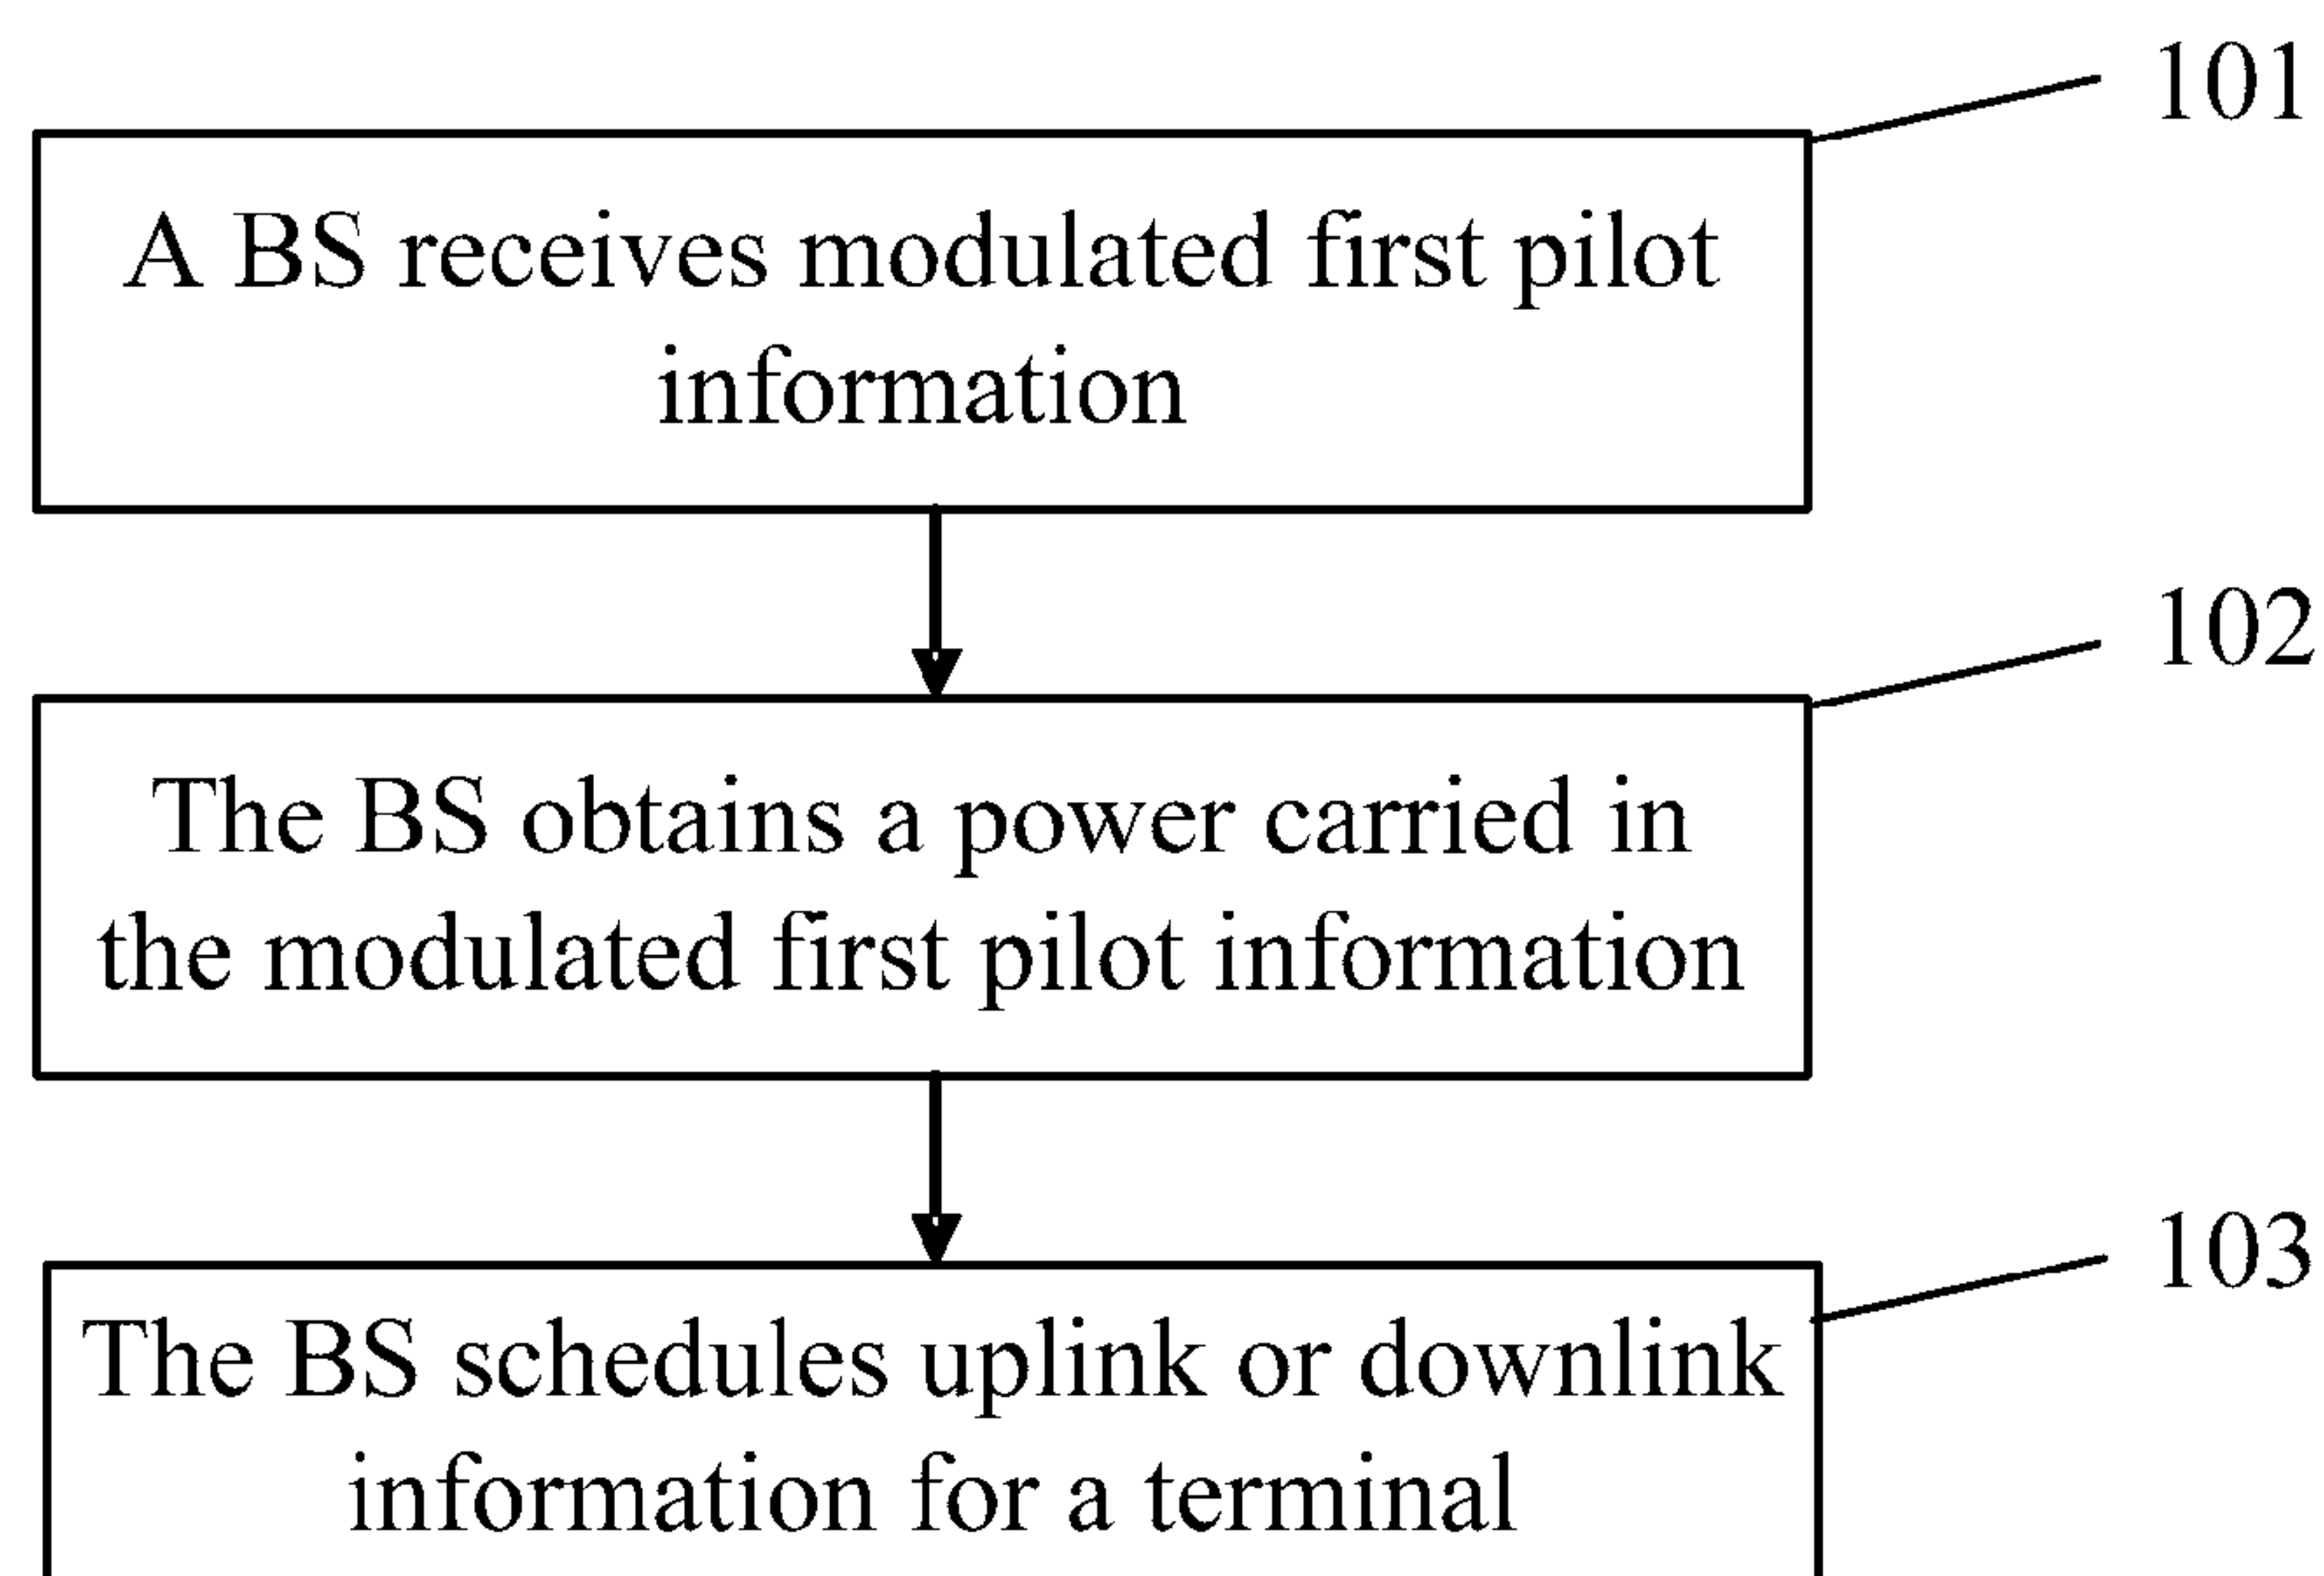 101
A BS receives modulated first pilot
information
102
The BS obtains a power carried in
the modulated first pilot information
103
The BS schedules uplink or downlink
information for a terminal